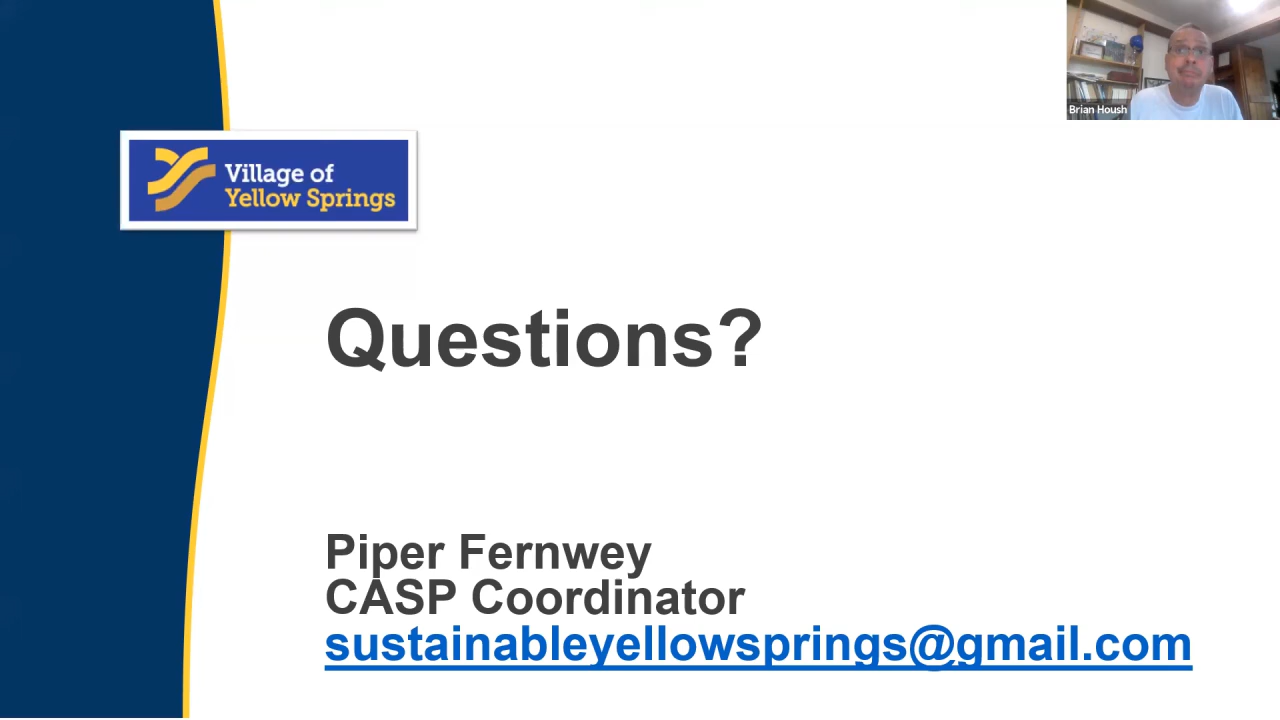 Brian Housh
Village of
Yellow Springs
Questions?
Piper Fernwey
CASP Coordinator
sustainableyellowsprings@gmail.com